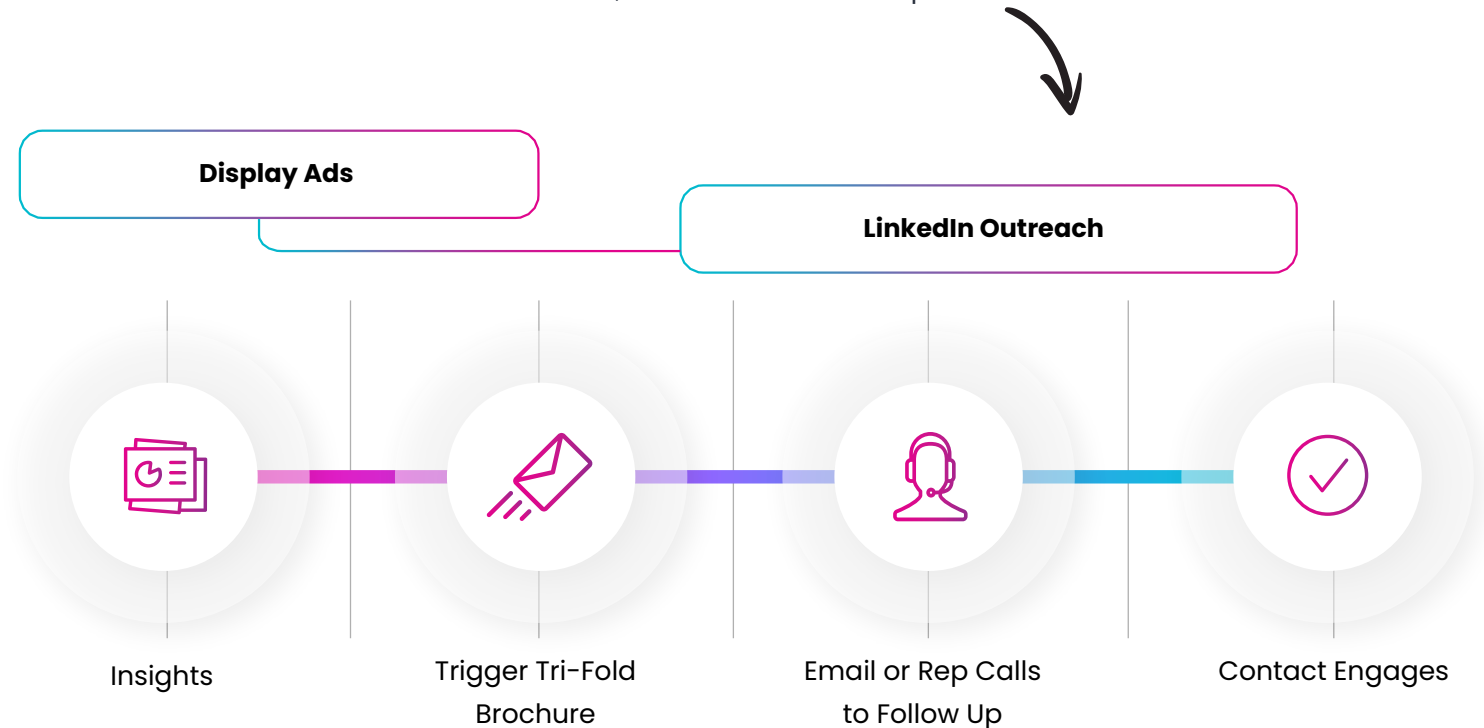 Display Ads
LinkedIn Outreach
Insights
Trigger Tri-Fold
Brochure
Email or Rep Calls
to Follow Up
Contact Engages